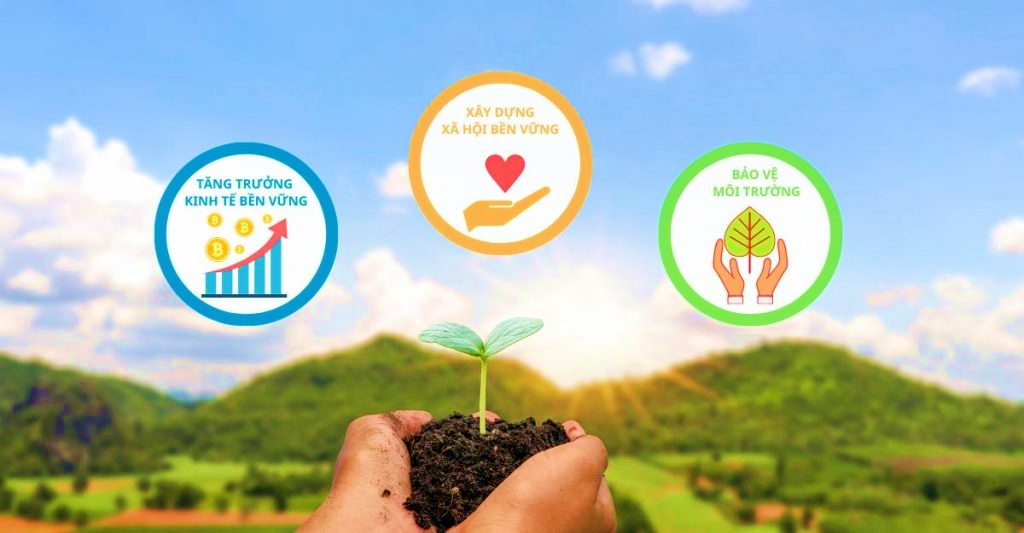 TĂNG TRƯỞNG
KINH TẾ BỀN VỮNG
XÂY DỰNG
XÃ HỘI BỀN VỮNG
BẢO VỆ
MÔI TRƯỜNG